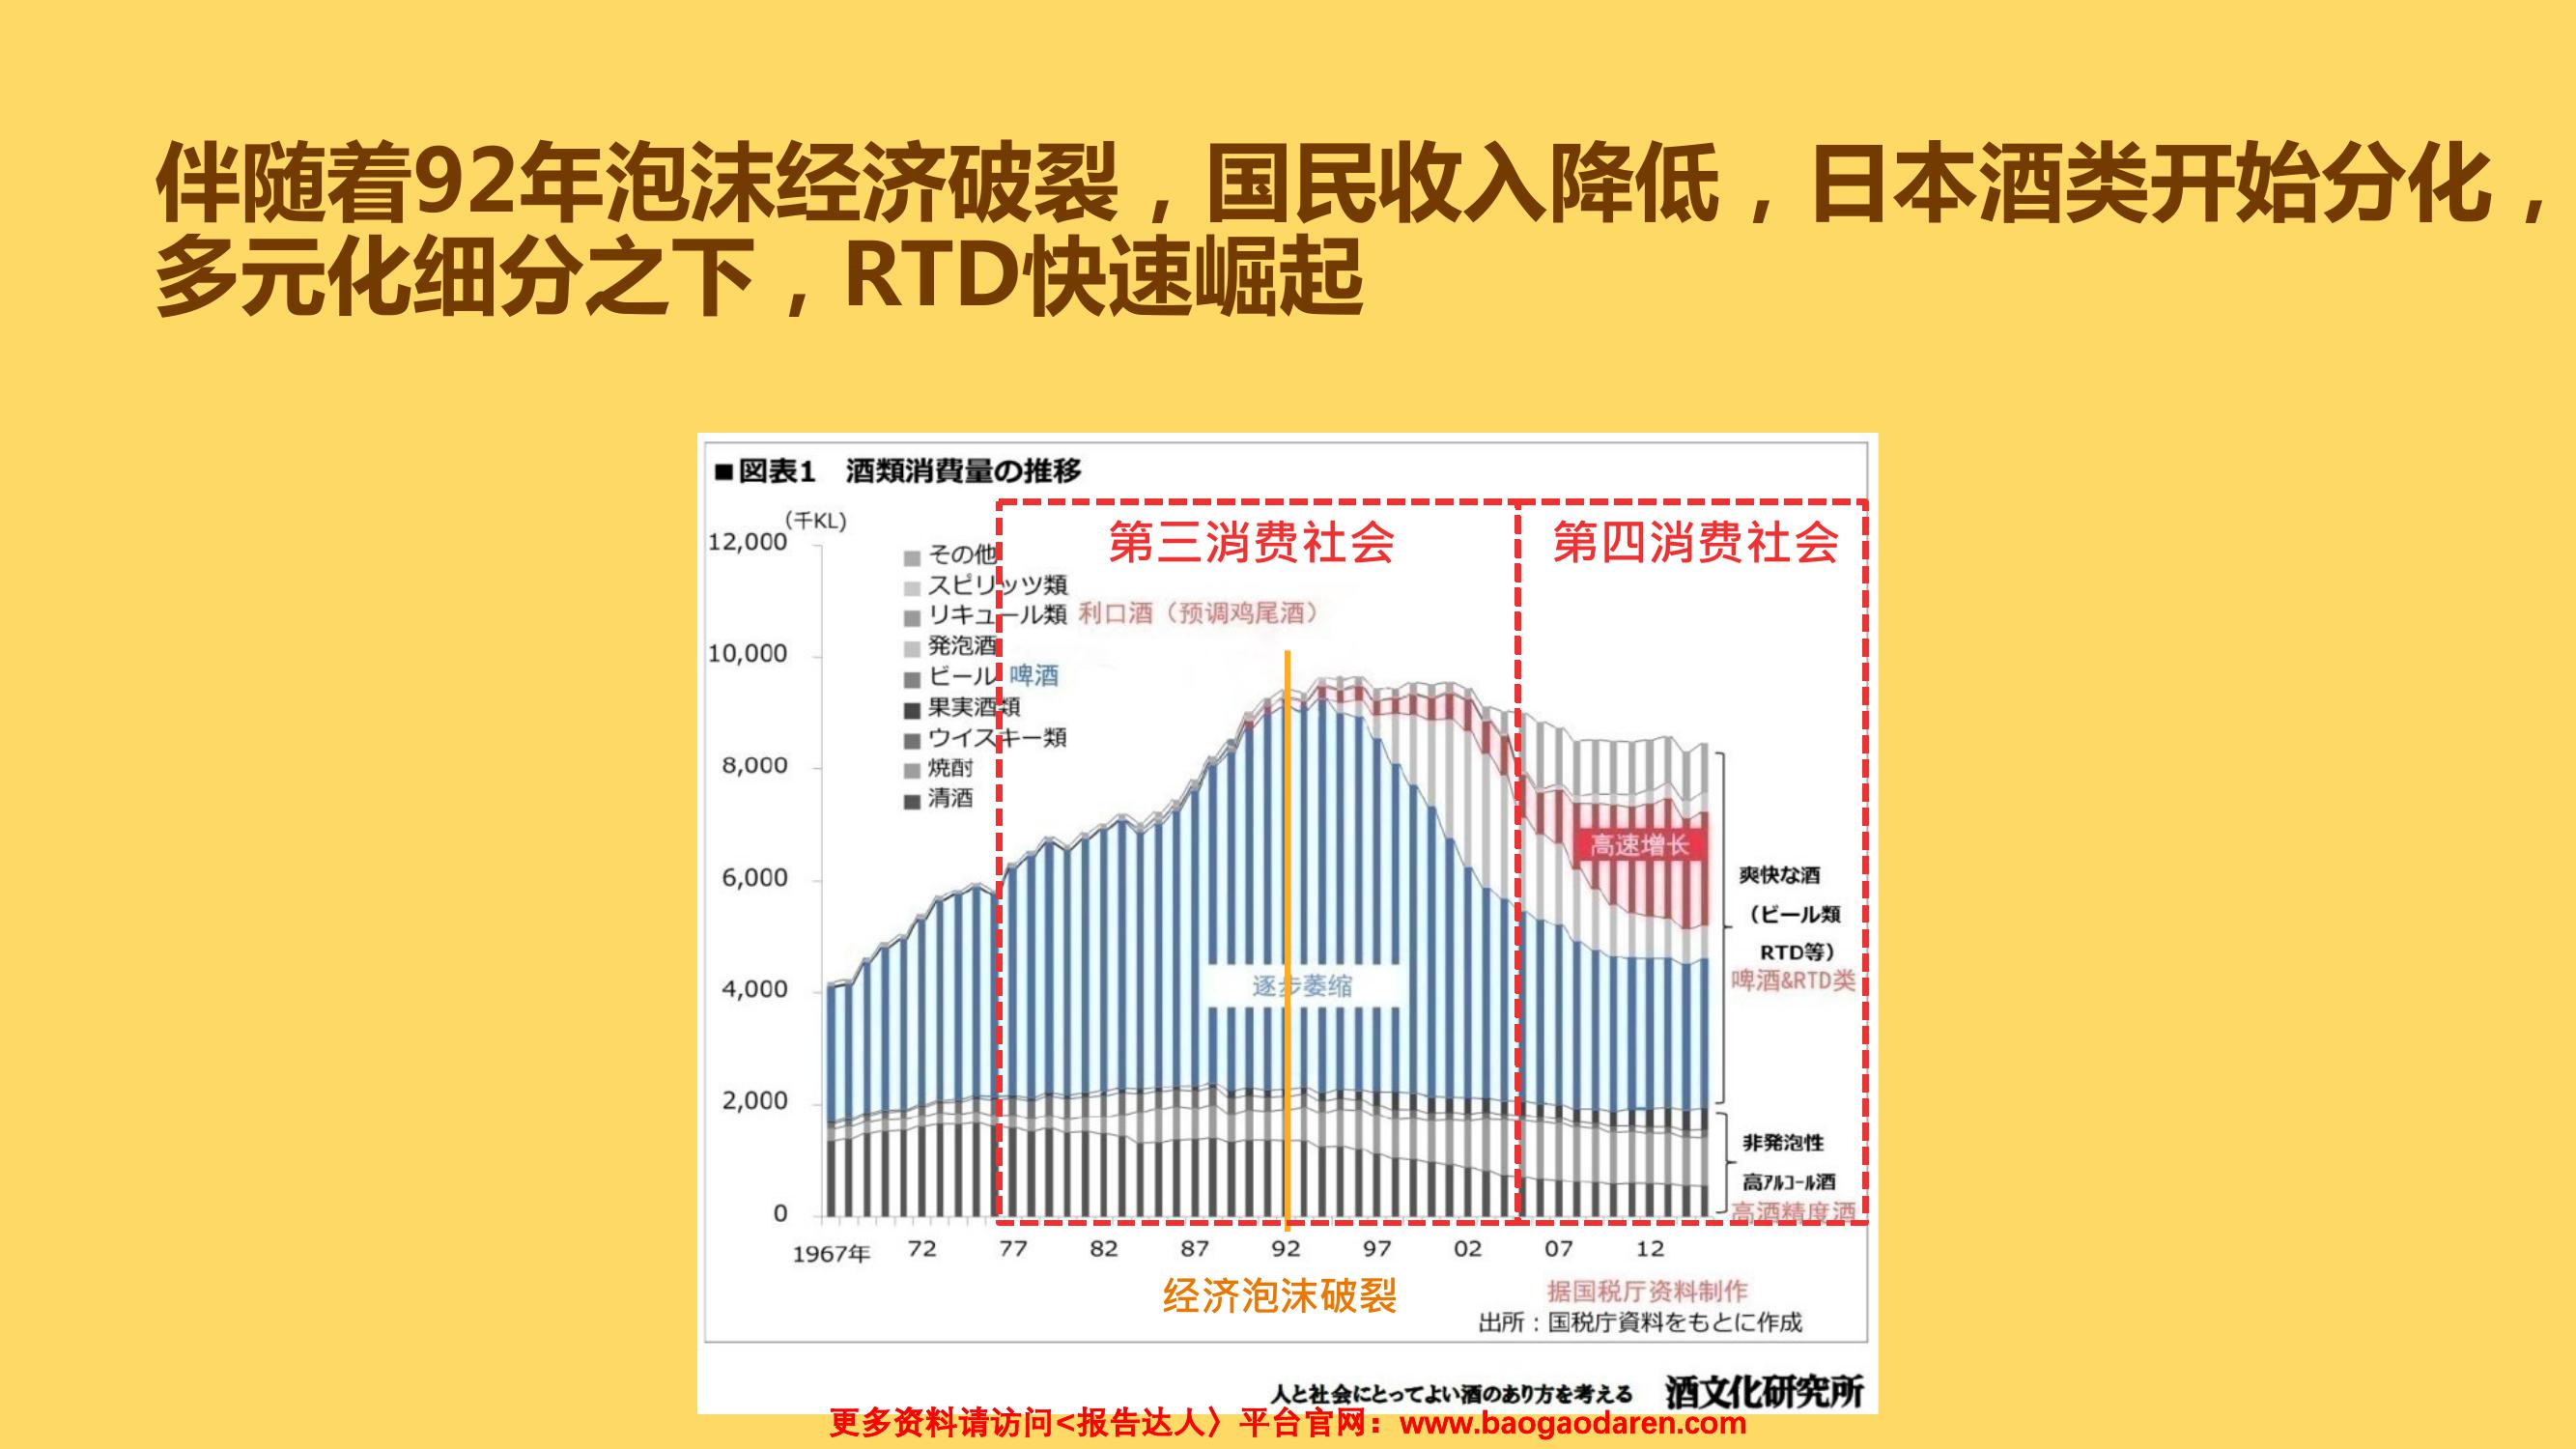 伴随着92年泡沫经济破裂，国民收入降低，日本酒类开始分化，
多元化细分之下，RTD快速崛起
■図表1　酒類消費量の推移
(千KL)
第三消费社会
第四消费社会
12,000
10,000
8,000
6,000
4,000
2,000
0
その他
スピリッツ類
リキュール類 利口酒（预调鸡尾酒）
発泡酒
ビール 啤酒
果実酒類
ウイスキー類
焼酎
清酒
高速增长
逐步萎缩
爽快な酒
（ビール類
RTD等）
啤酒&RTD类
非発泡性
高ｱﾙｺｰﾙ酒
高酒精度酒
1967年 72 77 82 87 92 97 02 07 12
经济泡沫破裂
据国税厅资料制作
出所：国税庁資料をもとに作成
人と社会にとってよい酒のあり方を考える 酒文化研究所
更多资料请访问<报告达人〉平台官网：www.baogaodaren.com